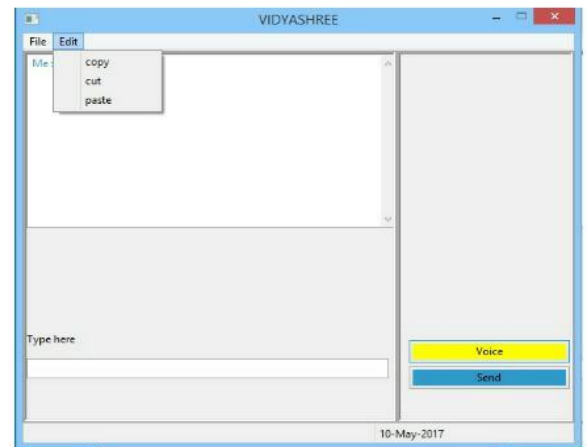 VIDYASHREE
File Edit
copy
cut
paste
Type here
Voice
Send
10-May-2017